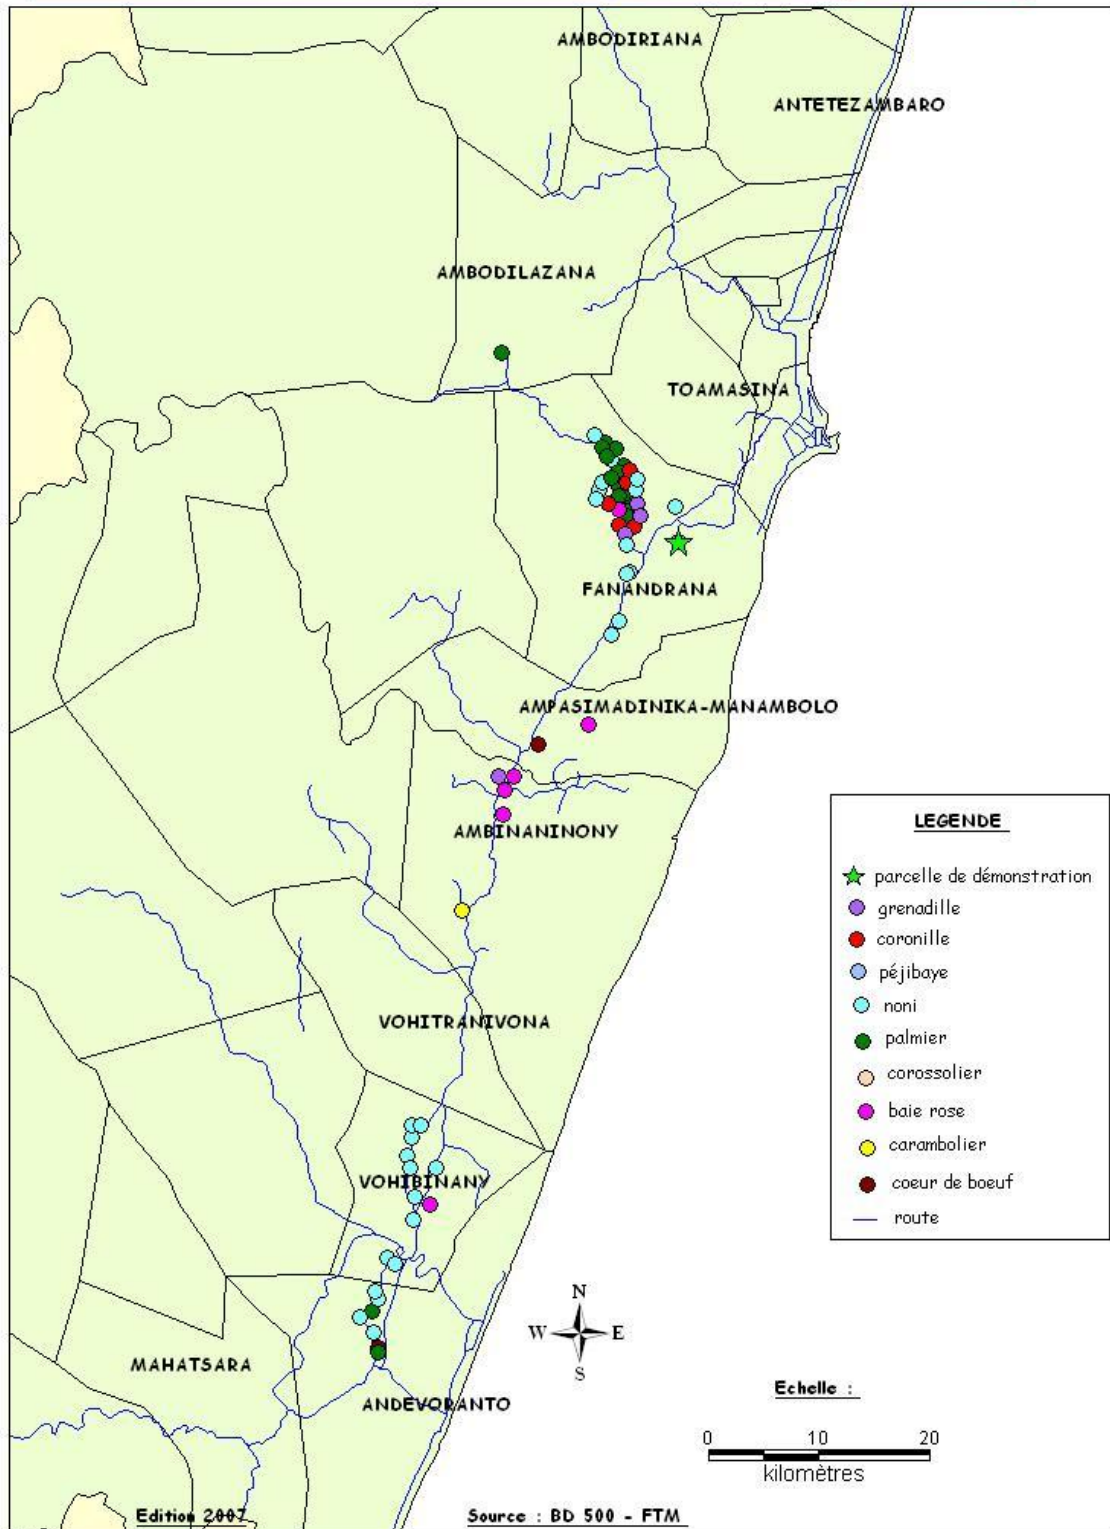 AMBODIRIANA
ANTETEZAMBARO
AMBODILAZANA
TOAMASINA
FANANDRANA
AMPASIMADINIKA-MANAMBOLO
AMBINANINONY
VOHITRANIVONA
VOHIBINANY
MAHATSARA
ANDEVORANTO
LEGENDE
parcelle de démonstration
grenadille
coronille
péjibaye
noni
palmier
corossolier
baie rose
carambolier
coeur de boeuf
route
N
W E
S
Echelle :
0 10 20
kilomètres
Edition 2007
Source : BD 500 - FTM